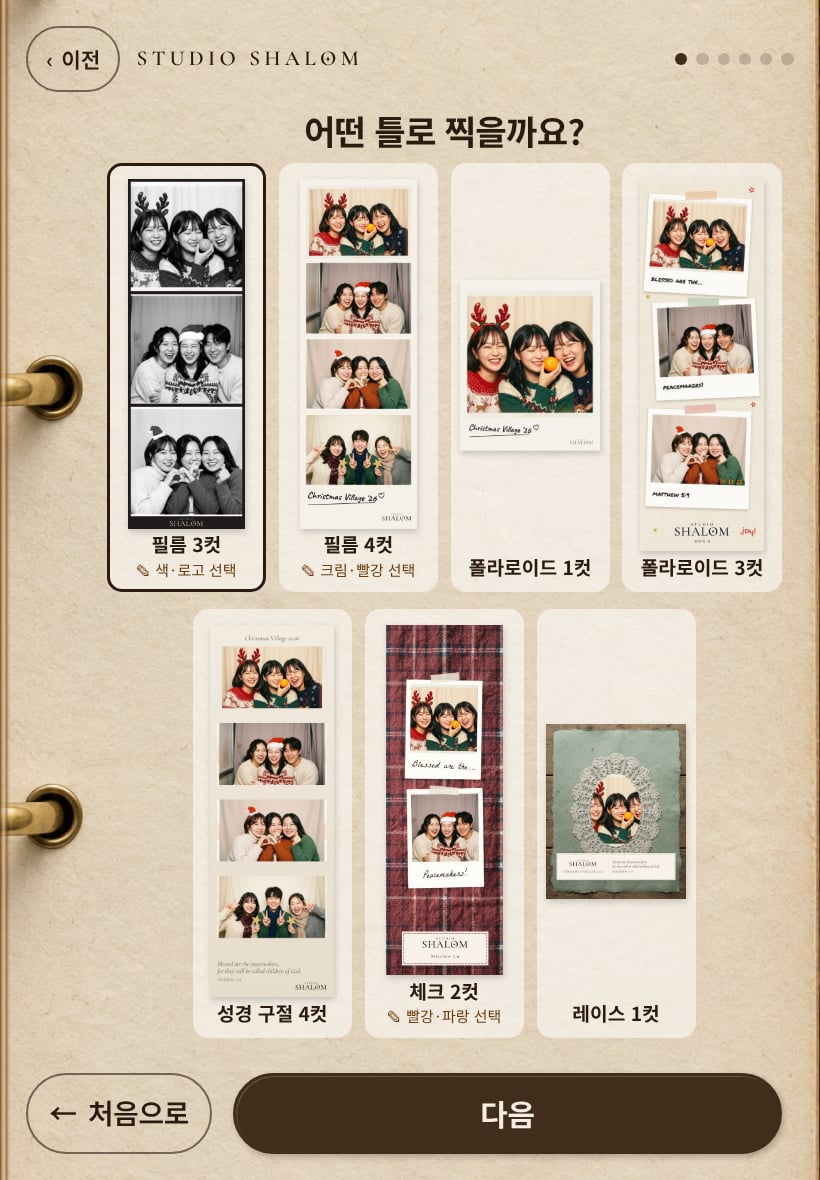 ‹ 이전
STUDIO SHALOM
어떤 틀로 찍을까요?
SHALOM
필름 3컷
색·로고 선택
Christmas Village '26
SHALOM
필름 4컷
크림·빨강 선택
Christmas Village '26
SHALOM
폴라로이드 1컷
BLESSED ARE THE...
PEACEMAKERS!
MATTHEW 5:9
STUDIO
SHALOM
joy!
폴라로이드 3컷
Christmas Village 2026
Blessed are the peacemakers,
for they will be called children of God.
Matthew 5:9
SHALOM
성경 구절 4컷
Blessed are the....
Peacemakers!
STUDIO
SHALOM
Matthew 5:9
체크 2컷
빨강·파랑 선택
SHALOM
레이스 1컷
← 처음으로
다음